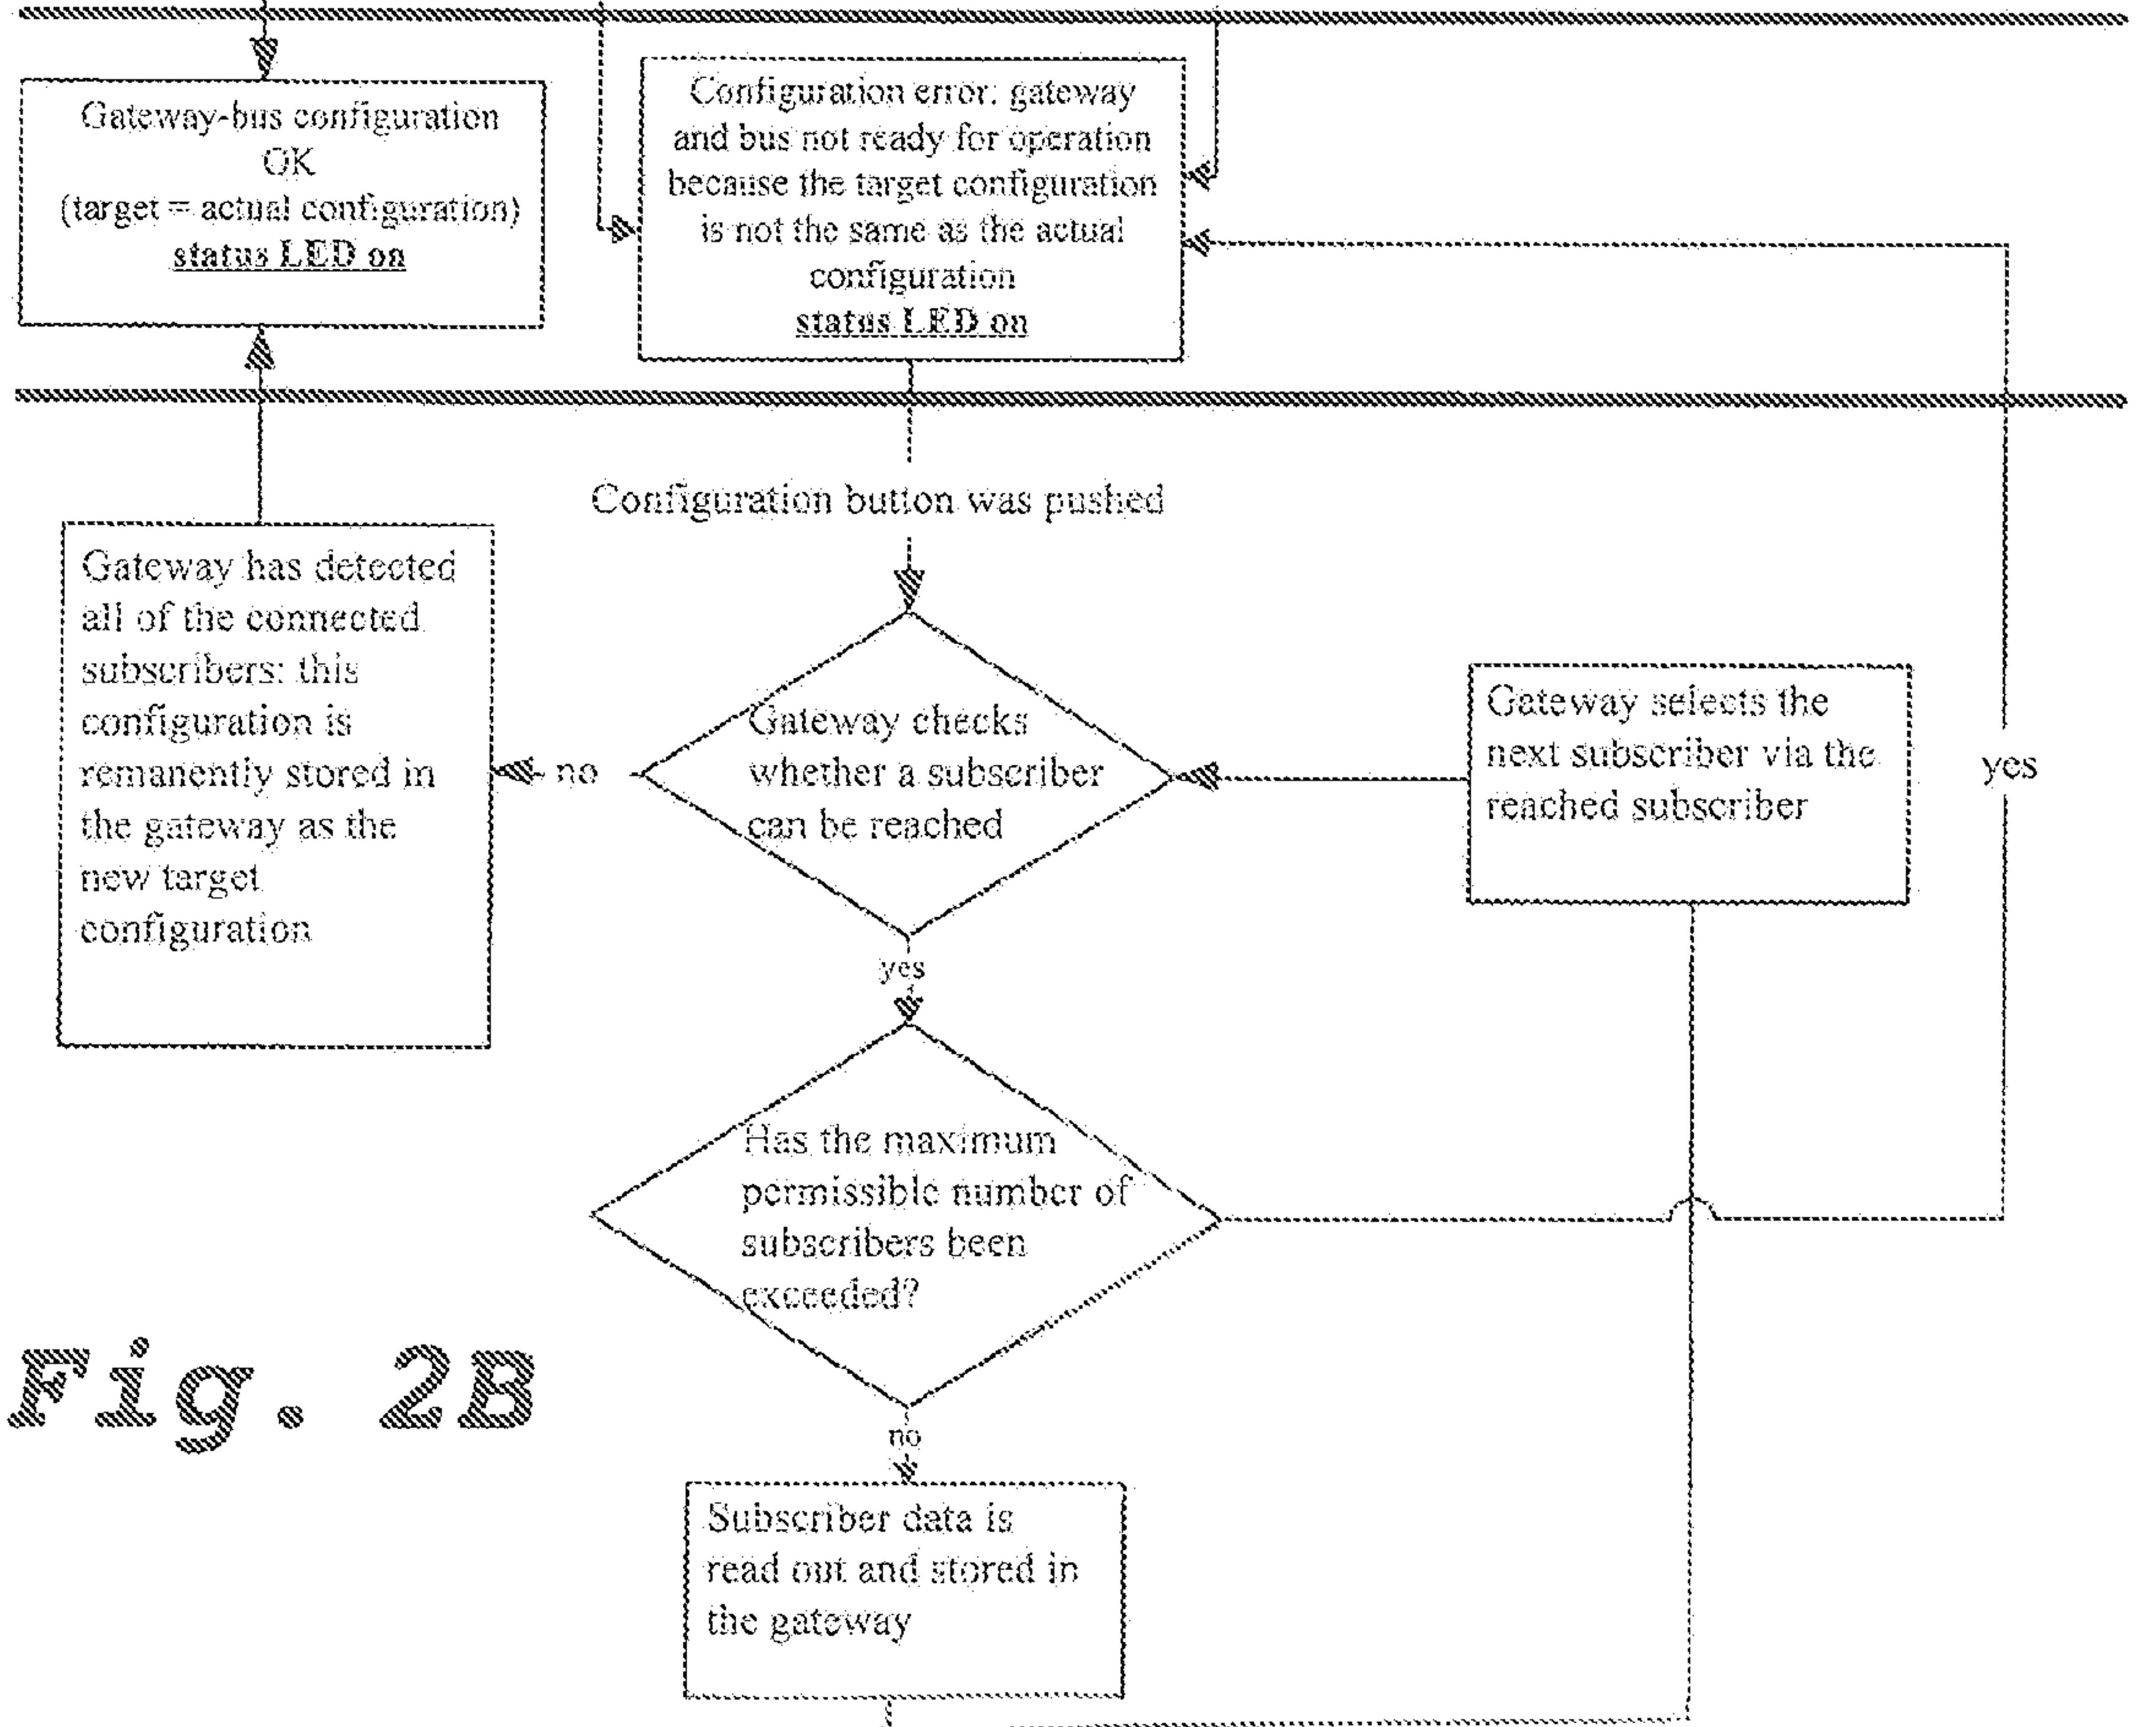 Gateway-bus configuration
OK
(target = actual configuration)
status LED on
Configuration error: gateway
and bus not ready for operation
because the target configuration
is not the same as the actual
configuration
status LED on
Configuration button was pushed
Gateway has detected
all of the connected
subscribers: this
configuration is
remanently stored in
the gateway as the
new target
configuration
no
Gateway checks
whether a subscriber
can be reached
Gateway selects the
next subscriber via the
reached subscriber
yes
yes
Has the maximum
permissible number of
subscribers been
exceeded?
no
Subscriber data is
read out and stored in
the gateway
Fig. 2B